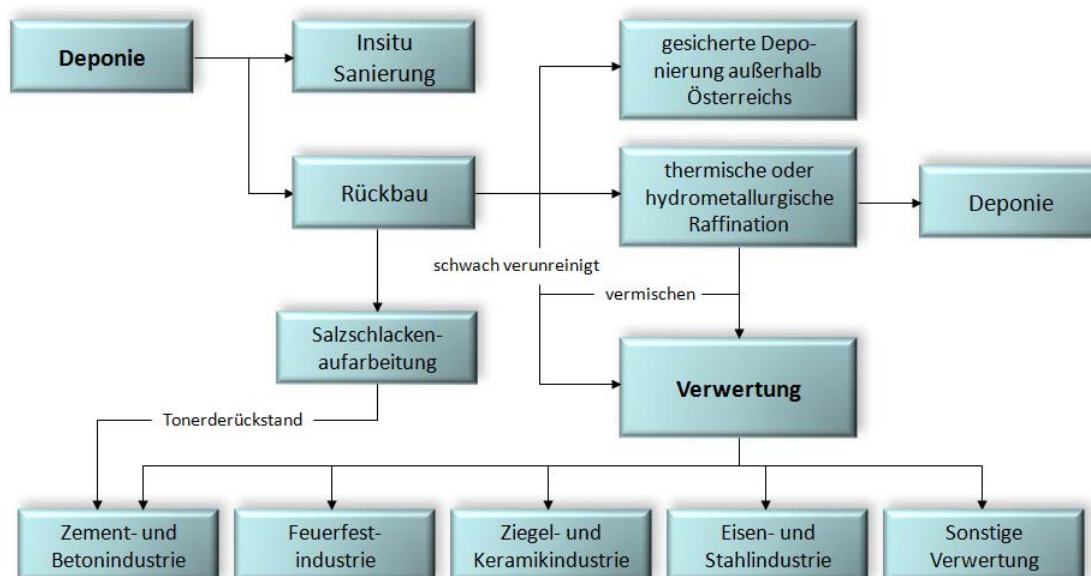 Deponie
Insitu
Sanierung
gesicherte Depo-
nierung außerhalb
Österreichs
Rückbau
thermische oder
hydrometallurgische
Raffination
Deponie
schwach verunreinigt
vermischen
Salzschlacken-
aufarbeitung
Verwertung
Tonerderückstand
Zement- und
Betonindustrie
Feuerfest-
industrie
Ziegel- und
Keramikindustrie
Eisen- und
Stahlindustrie
Sonstige
Verwertung